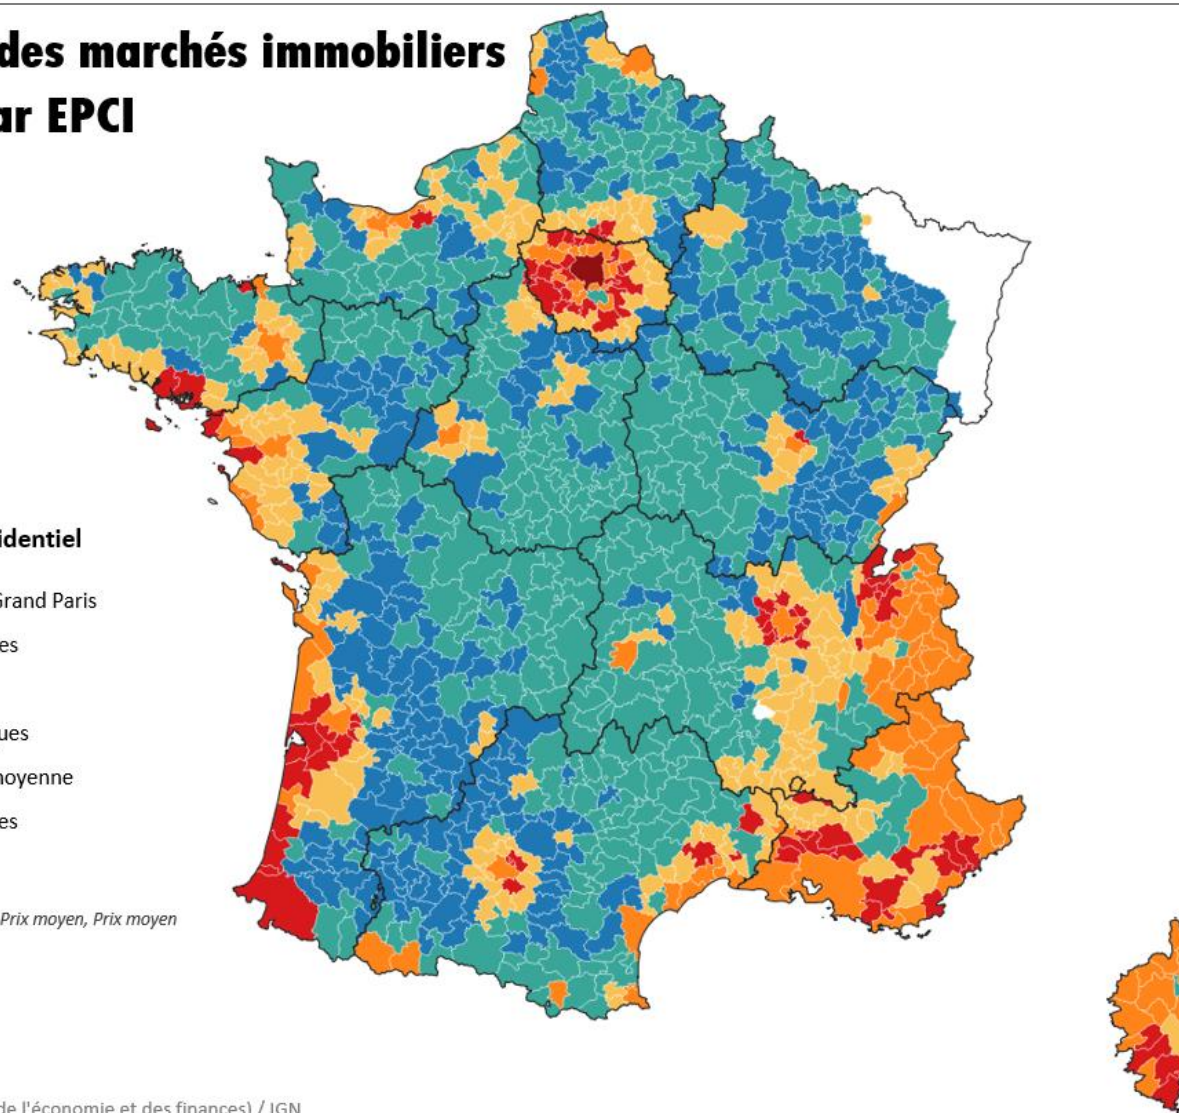 des marchés immobiliers
ar EPCI
identiel
Grand Paris
es
ues
noyenne
es
Prix moyen, Prix moyen
de l'économie et des finances) / IGN